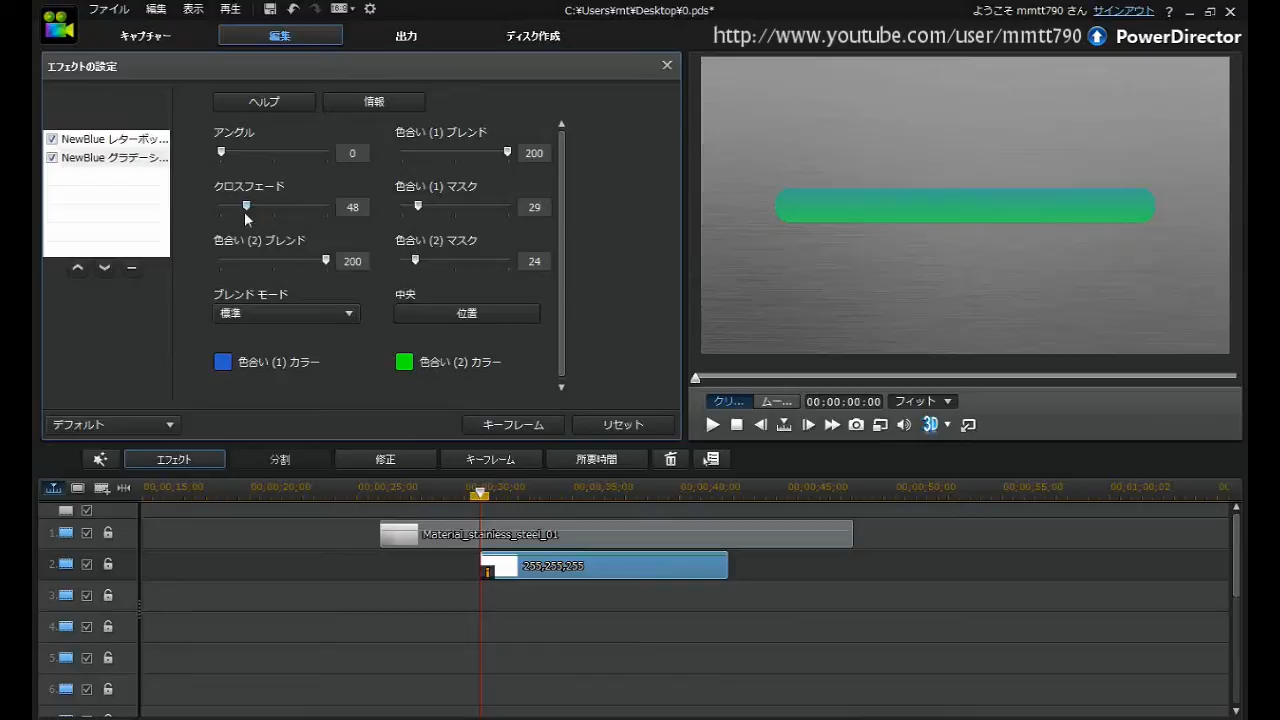 ファイル 編集 表示 再生
C:¥Users¥mt¥Desktop¥0.pds*
ようこそ mmtt790 さん サインアウト ?
キャプチャー 編集 出力 ディスク作成
http://www.youtube.com/user/mmtt790 PowerDirector
エフェクトの設定
ヘルプ 情報
NewBlue レターボッ...
NewBlue グラデーシ...
アングル 0
色合い (1) ブレンド 200
クロスフェード 48
色合い (1) マスク 29
色合い (2) ブレンド 200
色合い (2) マスク 24
ブレンド モード 中央
標準 位置
色合い (1) カラー 色合い (2) カラー
デフォルト キーフレーム リセット
クリ... ムー... 00:00:00:00 フィット
3D
エフェクト 分割 修正 キーフレーム 所要時間
00;00;15;00 00;00;20;00 00;00;25;00 00;00;30;00 00;00;35;00 00;00;40;00 00;00;45;00 00;00;50;00 00;00;55;00 00;01;00;02
1. Material_stainless_steel_01
2. 255,255,255
3.
4.
5.
6.